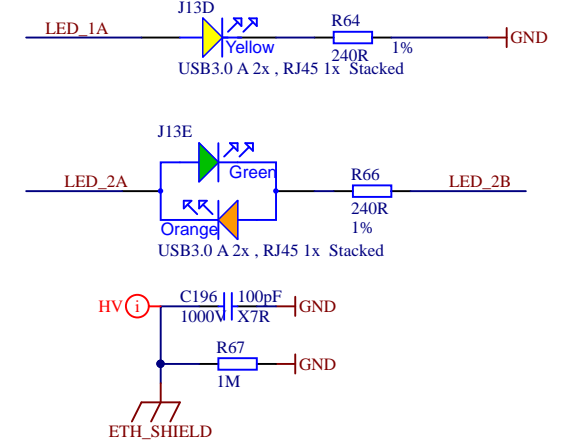 J13D
LED_1A
R64
Yellow
240R
1%
GND
USB3.0 A 2x , RJ45 1x Stacked
J13E
Green
LED_2A
R66
LED_2B
240R
Orange
1%
USB3.0 A 2x , RJ45 1x Stacked
C196
100pF
HV
i
GND
1000V
X7R
R67
GND
1M
ETH_SHIELD